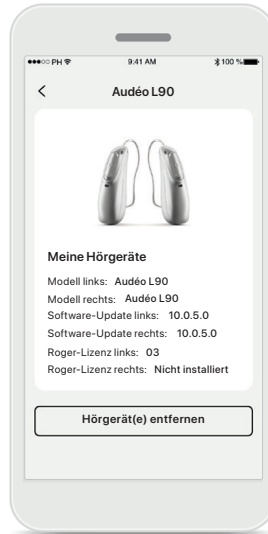 ●●●○○ PH 9:41 AM 100 %
Audéo L90
Meine Hörgeräte
Modell links: Audéo L90
Modell rechts: Audéo L90
Software-Update links: 10.0.5.0
Software-Update rechts: 10.0.5.0
Roger-Lizenz links: 03
Roger-Lizenz rechts: Nicht installiert
Hörgerät(e) entfernen